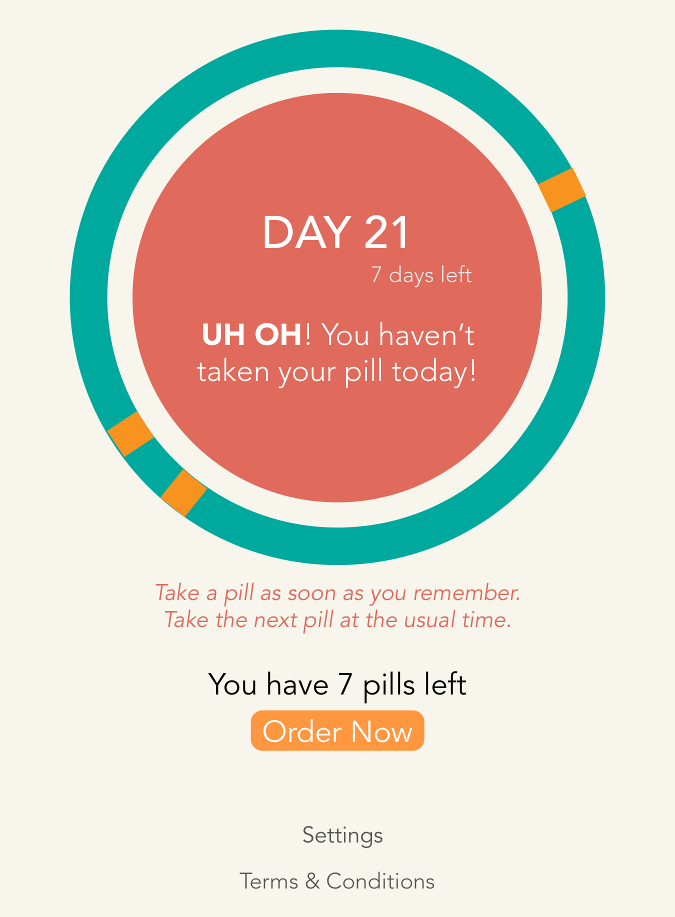 DAY 21
7 days left
UH OH! You haven’t
taken your pill today!
Take a pill as soon as you remember.
Take the next pill at the usual time.
You have 7 pills left
Order Now
Settings
Terms & Conditions